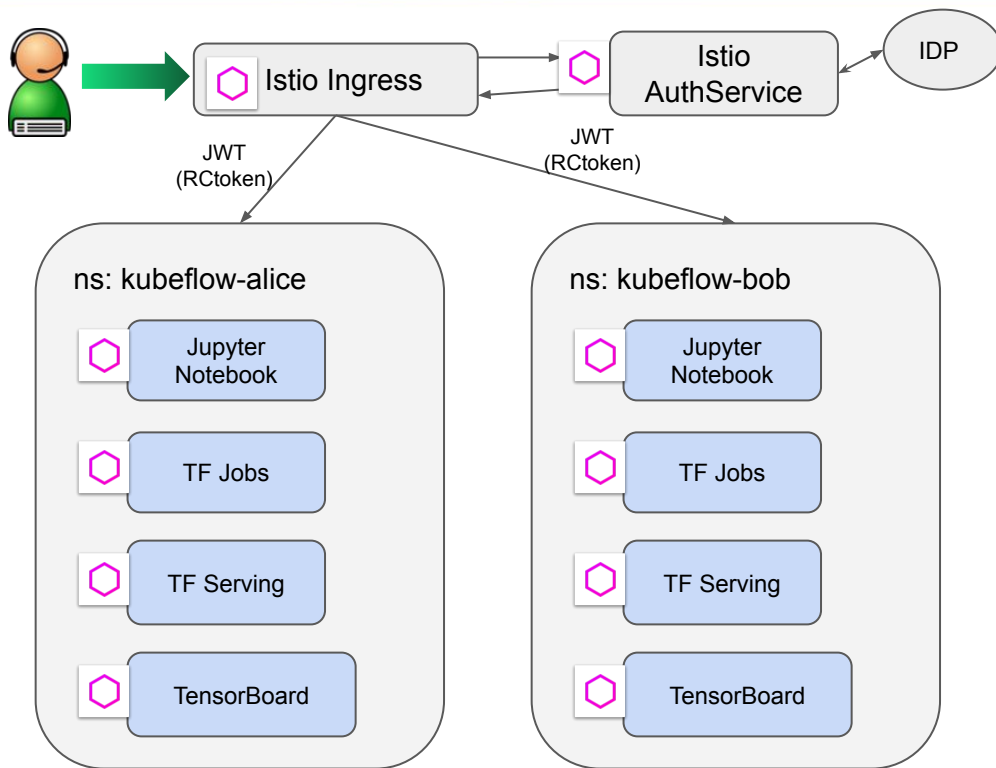 Istio Ingress
Istio
AuthService
IDP
JWT
(RCtoken)
JWT
(RCtoken)
ns: kubeflow-alice
Jupyter
Notebook
TF Jobs
TF Serving
TensorBoard
ns: kubeflow-bob
Jupyter
Notebook
TF Jobs
TF Serving
TensorBoard